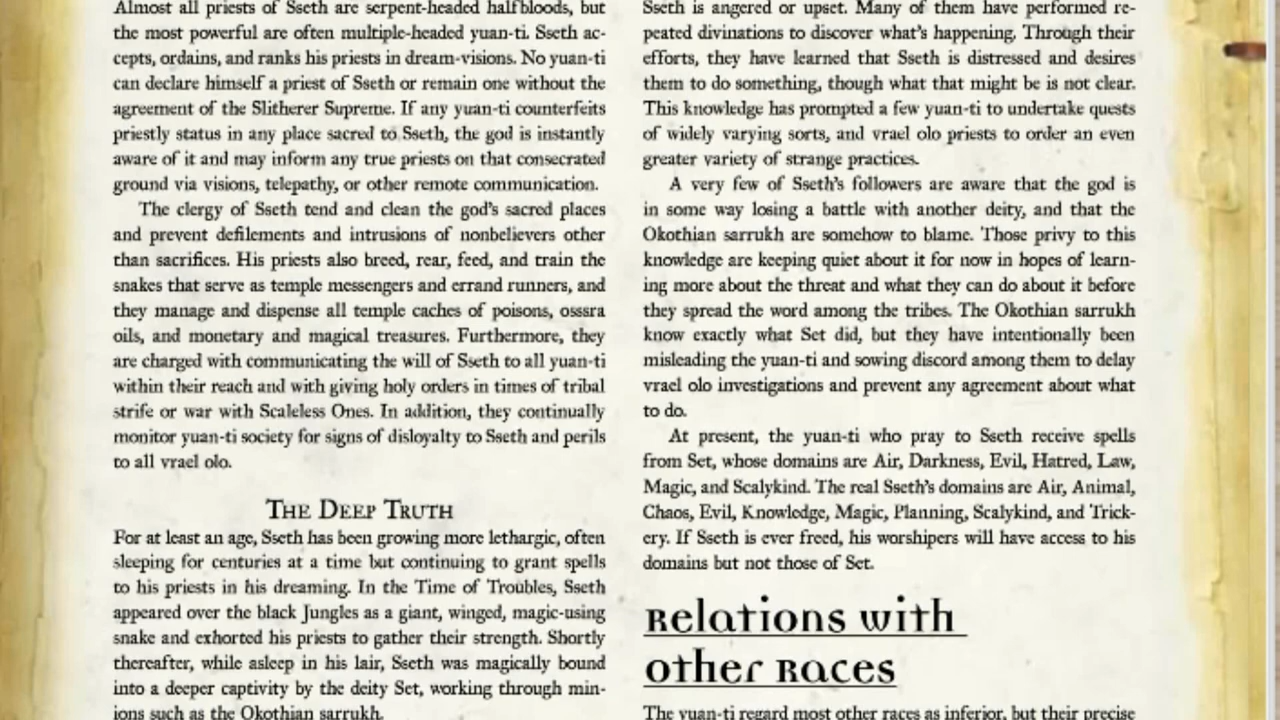 Almost all priests of Sseth are serpent-headed halfbloods, but
the most powerful are often multiple-headed yuan-ti. Sseth ac-
cepts, ordains, and ranks his priests in dream-visions. No yuan-ti
can declare himself a priest of Sseth or remain one without the
agreement of the Slitherer Supreme. If any yuan-ti counterfeits
priestly status in any place sacred to Sseth, the god is instantly
aware of it and may inform any true priests on that consecrated
ground via visions, telepathy, or other remote communication.
The clergy of Sseth tend and clean the god's sacred places
and prevent defilements and intrusions of nonbelievers other
than sacrifices. His priests also breed, rear, feed, and train the
snakes that serve as temple messengers and errand runners, and
they manage and dispense all temple caches of poisons, osssra
oils, and monetary and magical treasures. Furthermore, they
are charged with communicating the will of Sseth to all yuan-ti
within their reach and with giving holy orders in times of tribal
strife or war with Scaleless Ones. In addition, they continually
monitor yuan-ti society for signs of disloyalty to Sseth and perils
to all vrael olo.
The Deep Truth
For at least an age, Sseth has been growing more lethargic, often
sleeping for centuries at a time but continuing to grant spells
to his priests in his dreaming. In the Time of Troubles, Sseth
appeared over the black Jungles as a giant, winged, magic-using
snake and exhorted his priests to gather their strength. Shortly
thereafter, while asleep in his lair, Sseth was magically bound
into a deeper captivity by the deity Set, working through min-
ions such as the Okothian sarrukh.
Sseth is angered or upset. Many of them have performed re-
peated divinations to discover what's happening. Through their
efforts, they have learned that Sseth is distressed and desires
them to do something, though what that might be is not clear.
This knowledge has prompted a few yuan-ti to undertake quests
of widely varying sorts, and vrael olo priests to order an even
greater variety of strange practices.
A very few of Sseth's followers are aware that the god is
in some way losing a battle with another deity, and that the
Okothian sarrukh are somehow to blame. Those privy to this
knowledge are keeping quiet about it for now in hopes of learn-
ing more about the threat and what they can do about it before
they spread the word among the tribes. The Okothian sarrukh
know exactly what Set did, but they have intentionally been
misleading the yuan-ti and sowing discord among them to delay
vrael olo investigations and prevent any agreement about what
to do.
At present, the yuan-ti who pray to Sseth receive spells
from Set, whose domains are Air, Darkness, Evil, Hatred, Law,
Magic, and Scalykind. The real Sseth's domains are Air, Animal,
Chaos, Evil, Knowledge, Magic, Planning, Scalykind, and Trick-
ery. If Sseth is ever freed, his worshipers will have access to his
domains but not those of Set.
Relations with
other Races
The yuan-ti regard most other races as inferior, but their precise